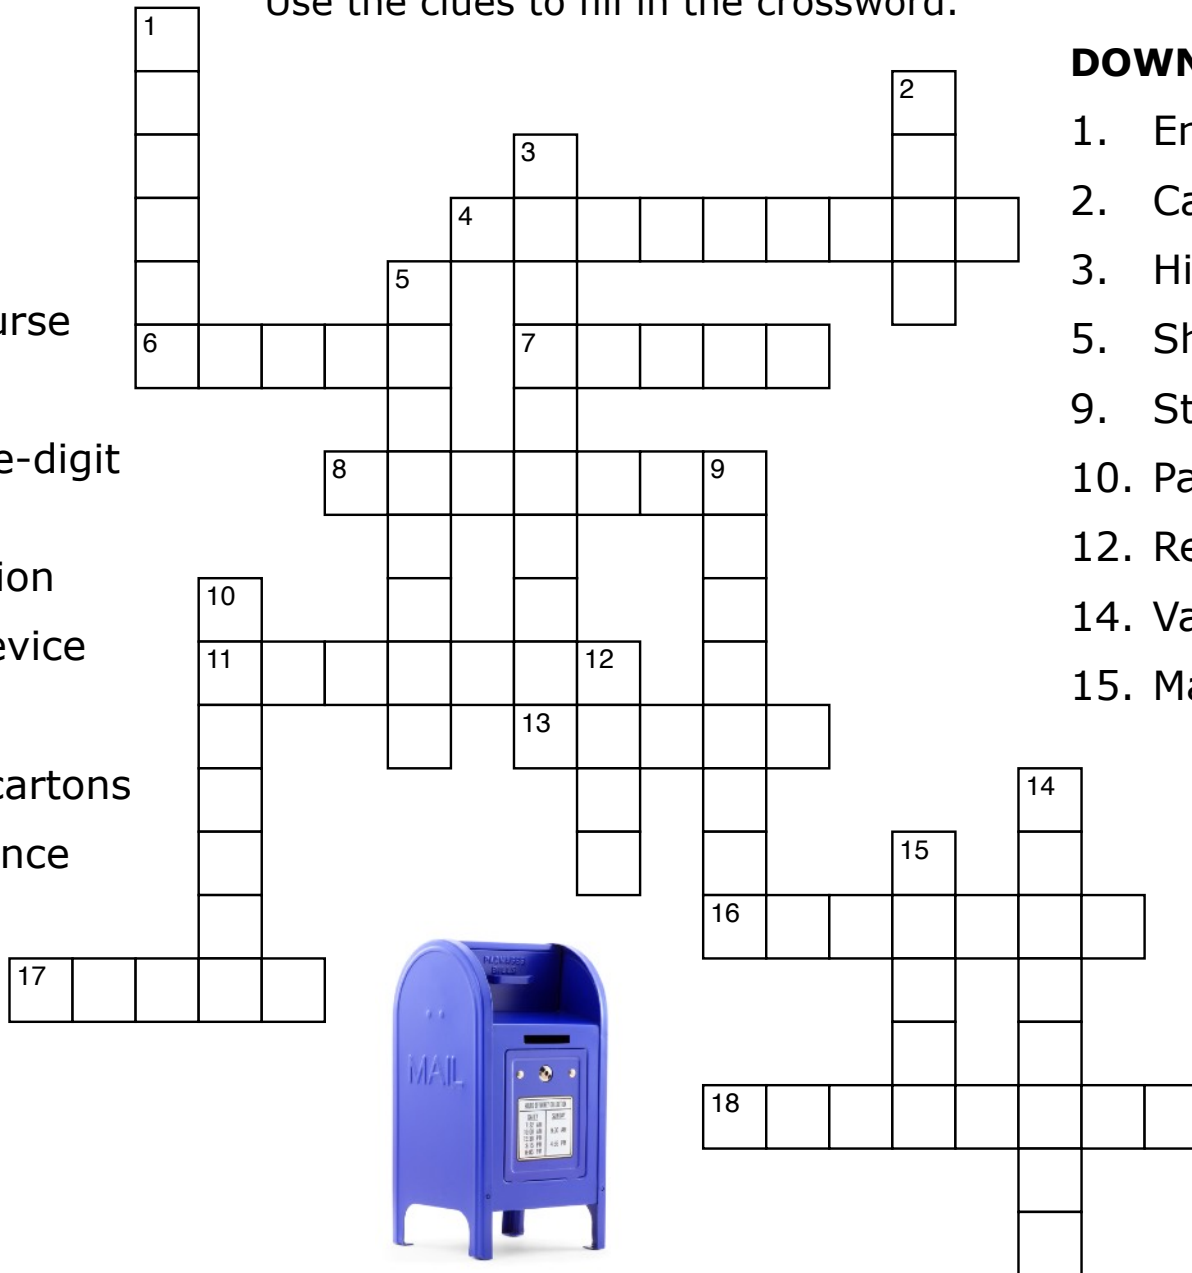 Use the clues to fill in the crossword.
1
2
3
4
5
6
7
8
9
10
11
12
13
14
15
16
17
18
urse
e-digit
ion
evice
cartons
nce
DOWN
1. En
2. Ca
3. Hi
5. Sh
9. St
10. Pa
12. Re
14. Va
15. Ma
MAIL